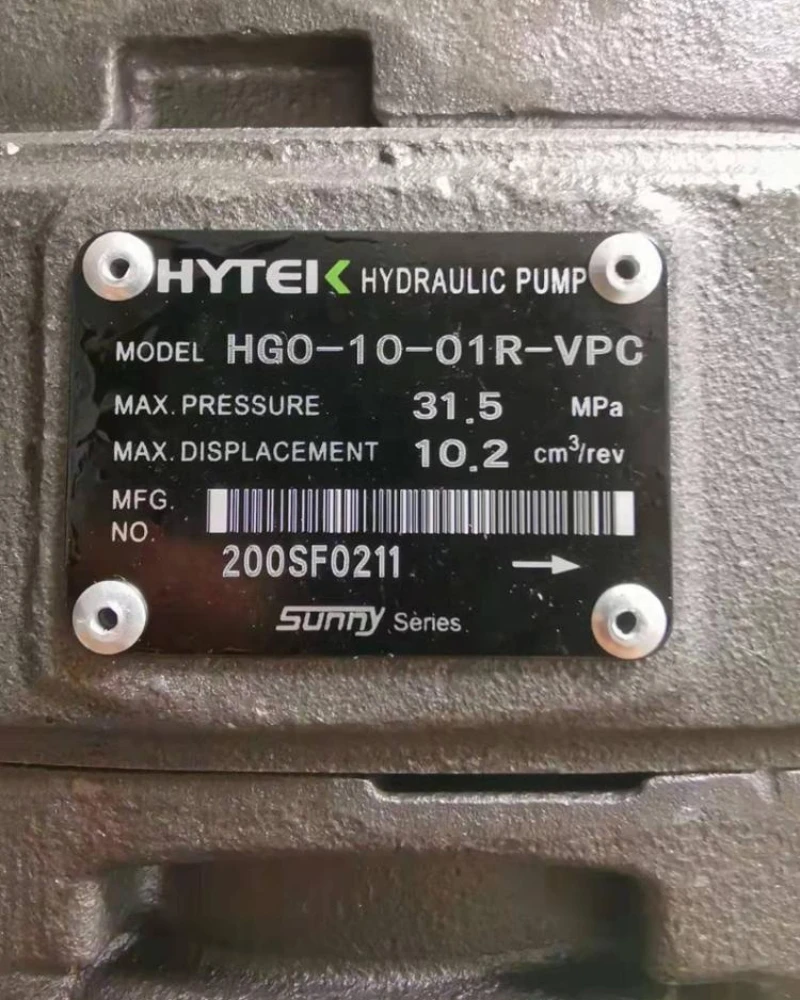 HYTEK HYDRAULIC PUMP
MODEL HG0-10-01R-VPC
MAX. PRESSURE 31.5 MPa
MAX. DISPLACEMENT 10.2 cm³/rev
MFG.
NO.
200SF0211
Sunny Series